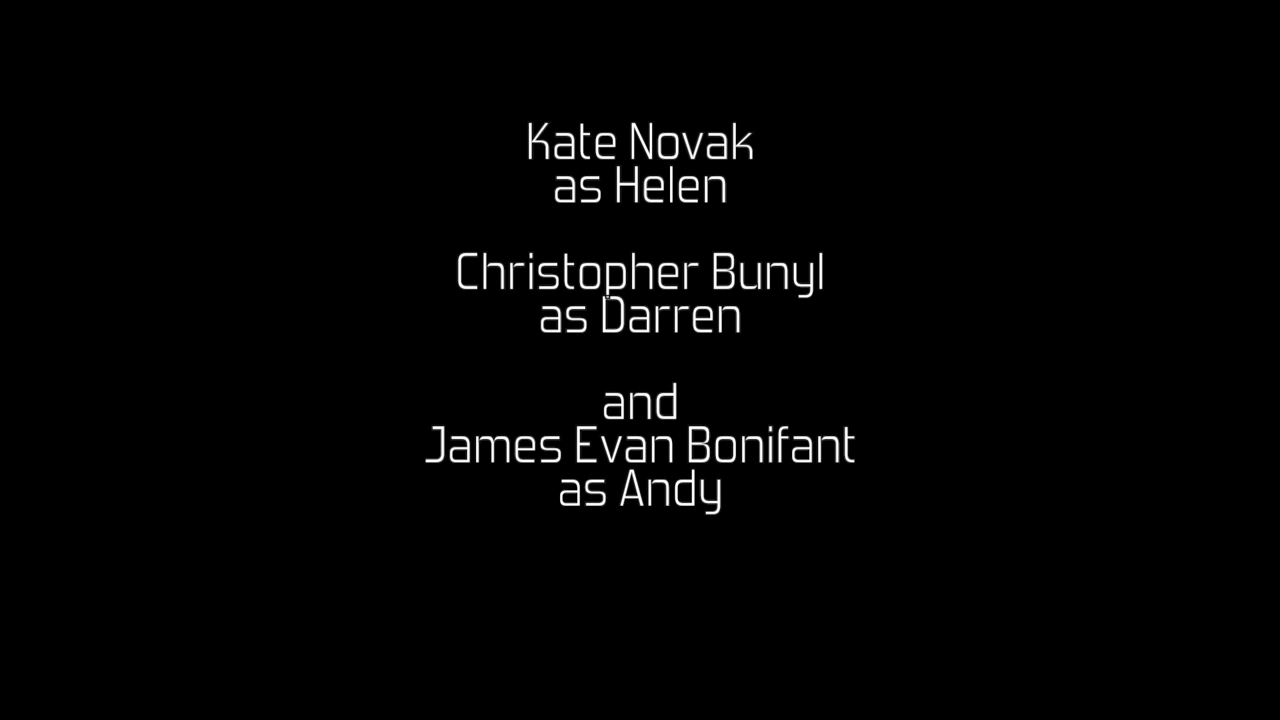 Kate Novak
as Helen
Christopher Bunyl
as Darren
and
James Evan Bonifant
as Andy